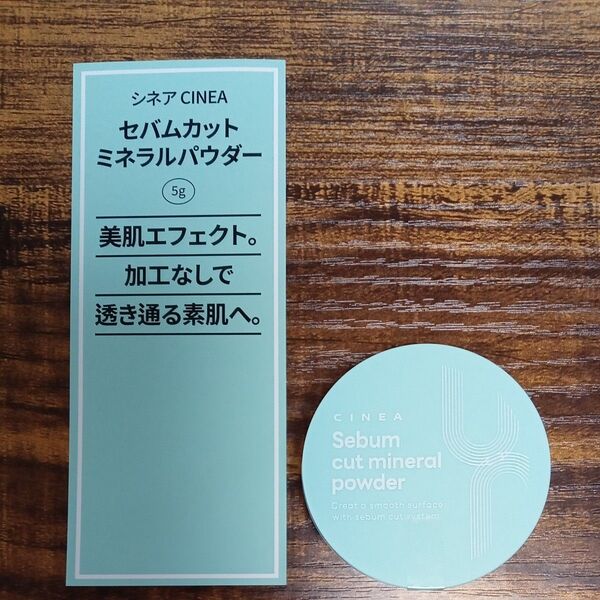 シネア CINEA
セバムカット
ミネラルパウダー
5g
美肌エフェクト。
加工なしで
透き通る素肌へ。
CINEA
Sebum
cut mineral
powder
Creat a smooth surface
with sebum cut system